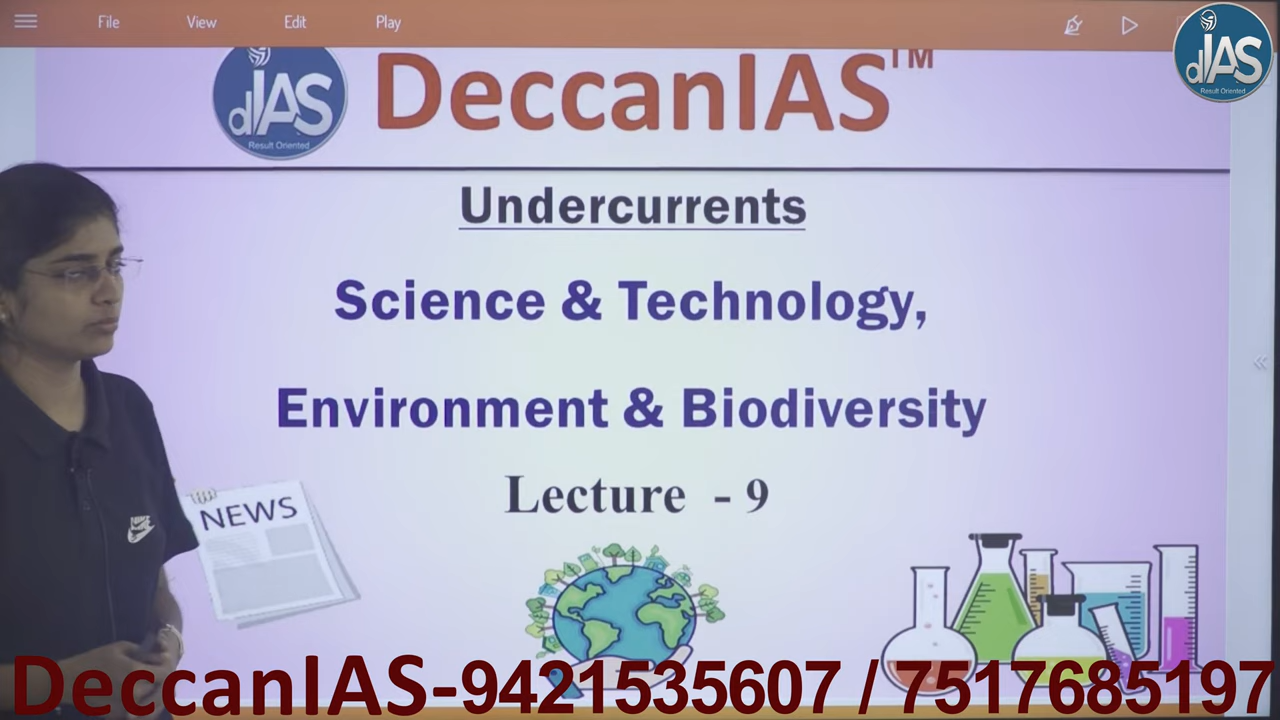 File View Edit Play
dIAS
Result Oriented
DeccanIAS™
dIAS
Result Oriented
Undercurrents
Science & Technology,
Environment & Biodiversity
Lecture - 9
NEWS
DeccanIAS-9421535607 / 7517685197